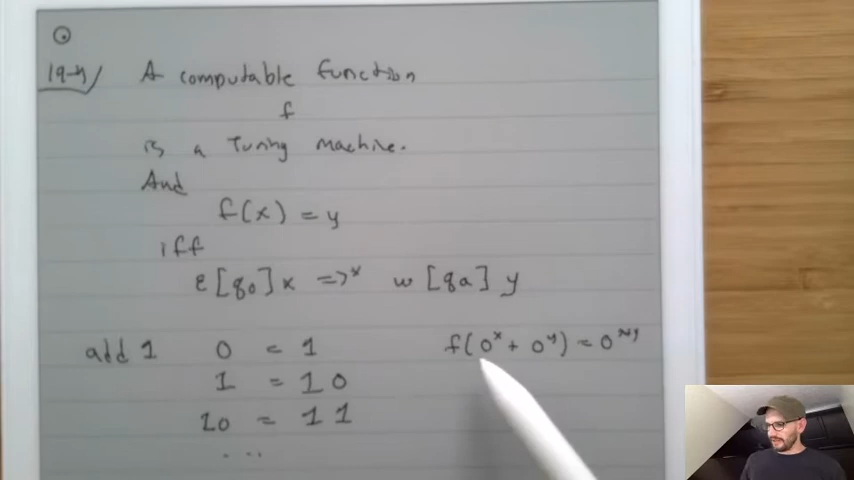 19-4/ A computable function
f
is a Turing machine.
And
f(x) = y
iff
ε[q0]x =>* w[qa]y
add 1 0 = 1
f(0^x + 0^y) = 0^x+y
1 = 10
10 = 11
...